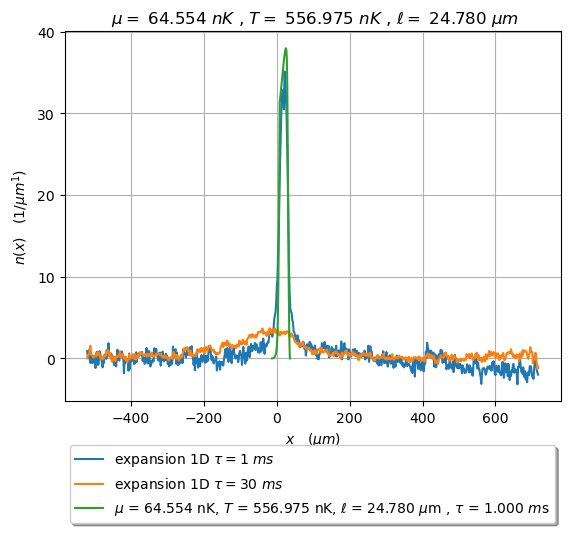 μ = 64.554 nK , T = 556.975 nK , ℓ = 24.780 μm
40
30
20
10
0
n(x) (1/μm¹)
−400 −200 0 200 400 600
x (μm)
expansion 1D τ = 1 ms
expansion 1D τ = 30 ms
μ = 64.554 nK, T = 556.975 nK, ℓ = 24.780 μm , τ = 1.000 ms